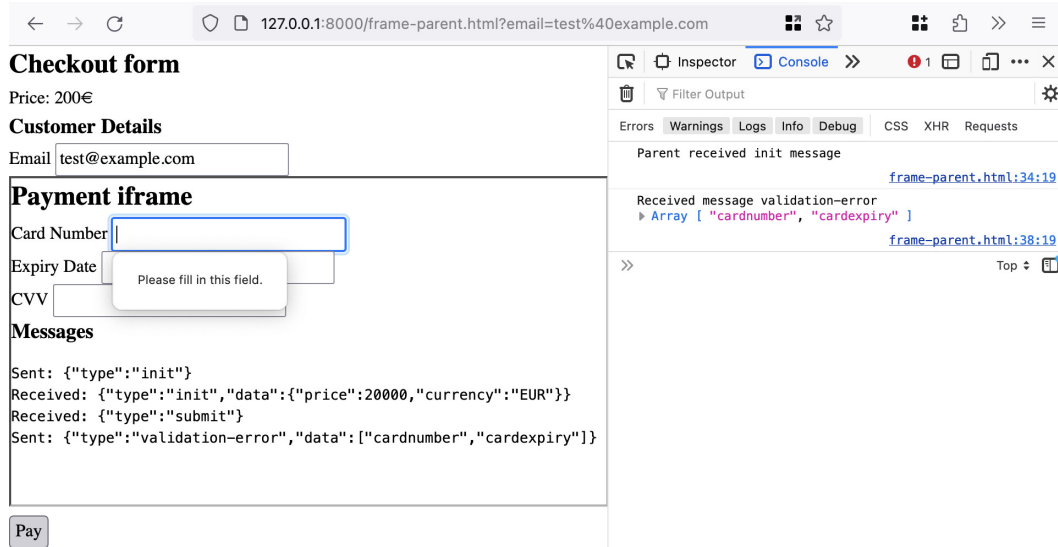 127.0.0.1:8000/frame-parent.html?email=test%40example.com
Checkout form
Price: 200€
Customer Details
Email test@example.com
Payment iframe
Card Number
Expiry Date
Please fill in this field.
CVV
Messages
Sent: {"type":"init"}
Received: {"type":"init","data":{"price":20000,"currency":"EUR"}}
Received: {"type":"submit"}
Sent: {"type":"validation-error","data":["cardnumber","cardexpiry"]}
Pay
Inspector Console 1
Filter Output
Errors Warnings Logs Info Debug CSS XHR Requests
Parent received init message
frame-parent.html:34:19
Received message validation-error
Array [ "cardnumber", "cardexpiry" ]
frame-parent.html:38:19
Top